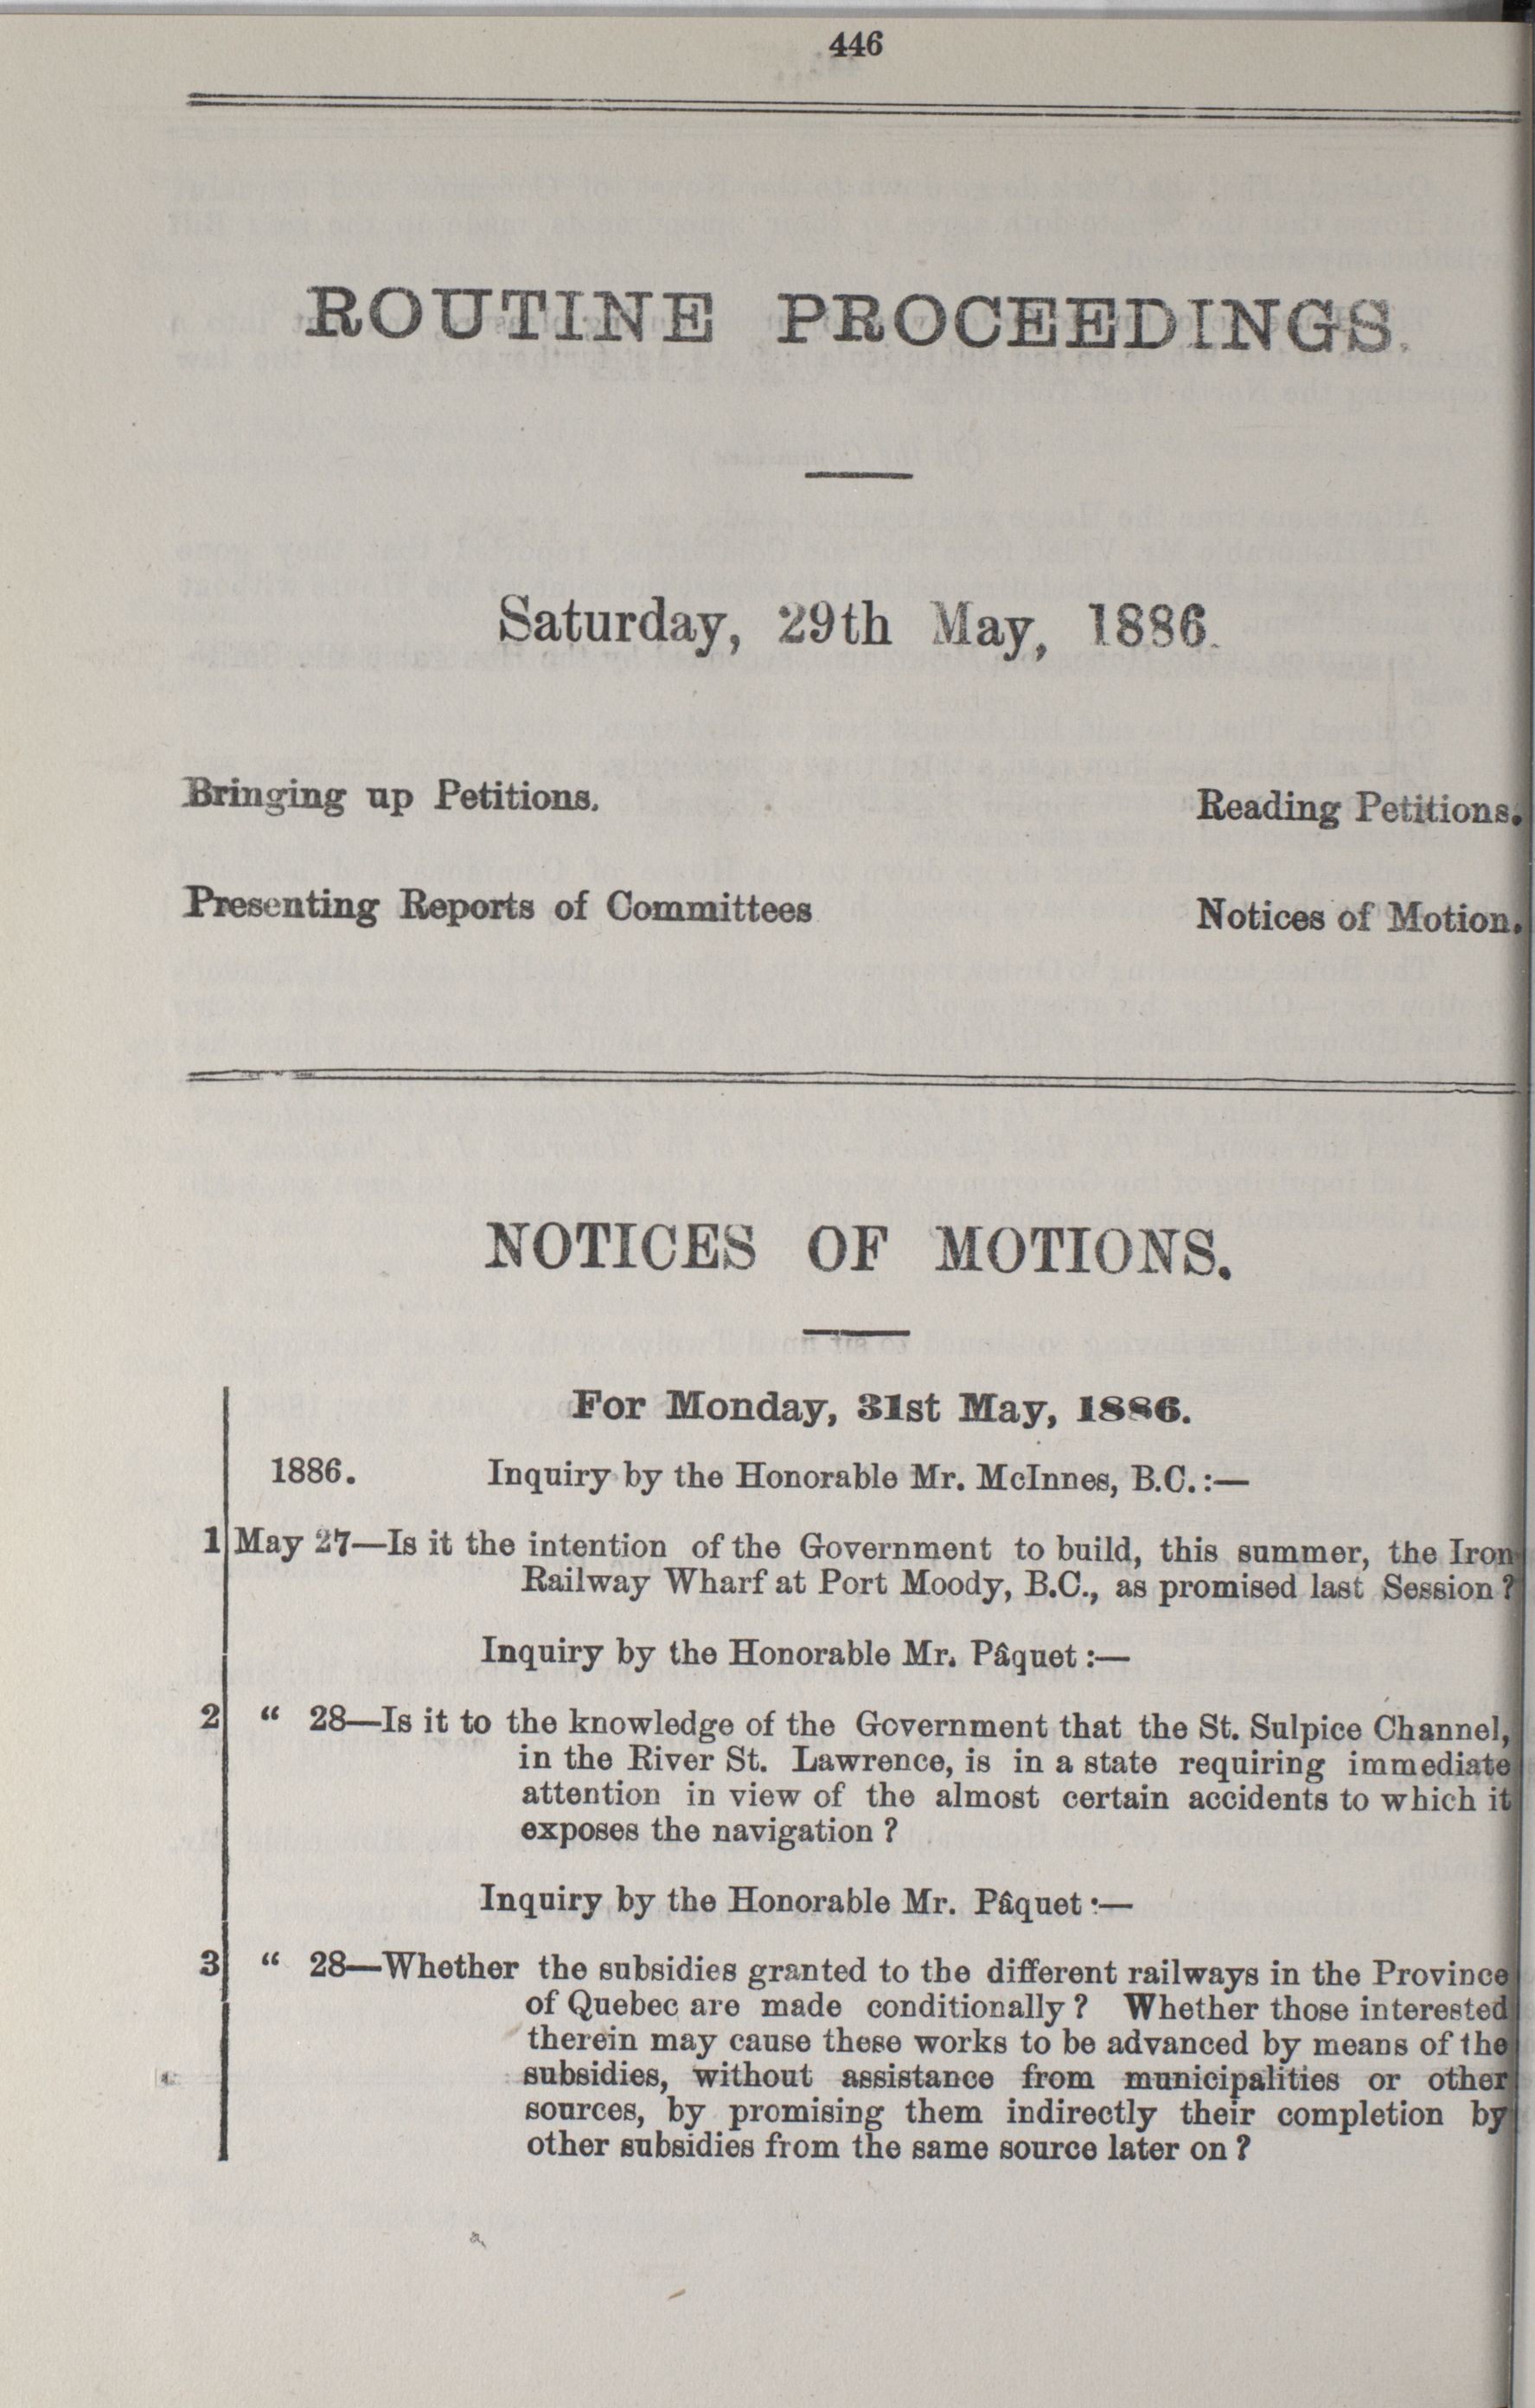 446
ROUTINE PROCEEDINGS.
Saturday, 29th May, 1886.
Bringing up Petitions. Reading Petitions.
Presenting Reports of Committees Notices of Motion.
NOTICES OF MOTIONS.
For Monday, 31st May, 1886.
1886. Inquiry by the Honorable Mr. McInnes, B.C.:—
1 May 27—Is it the intention of the Government to build, this summer, the Iron
Railway Wharf at Port Moody, B.C., as promised last Session ?
Inquiry by the Honorable Mr. Pâquet :—
2 “ 28—Is it to the knowledge of the Government that the St. Sulpice Channel,
in the River St. Lawrence, is in a state requiring immediate
attention in view of the almost certain accidents to which it
exposes the navigation ?
Inquiry by the Honorable Mr. Pâquet :—
3 “ 28—Whether the subsidies granted to the different railways in the Province
of Quebec are made conditionally ? Whether those interested
therein may cause these works to be advanced by means of the
subsidies, without assistance from municipalities or other
sources, by promising them indirectly their completion by
other subsidies from the same source later on ?